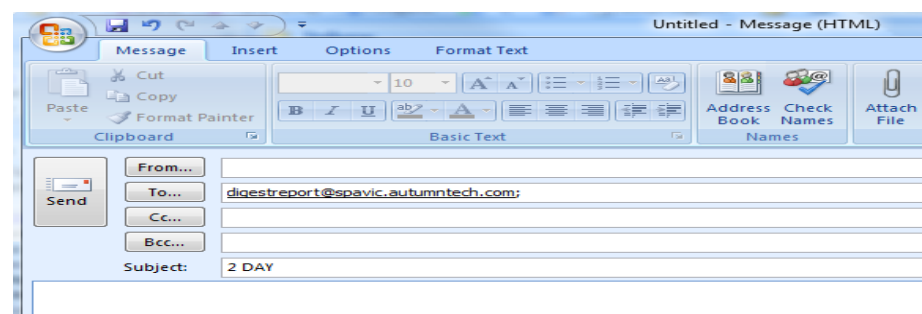 Untitled - Message (HTML)
Message Insert Options Format Text
Paste
Cut
Copy
Format Painter
Clipboard
10
A A
B I U ab A
Basic Text
Address Book
Check Names
Names
Attach File
Send
From...
To... digestreport@spavic.autumntech.com;
Cc...
Bcc...
Subject: 2 DAY